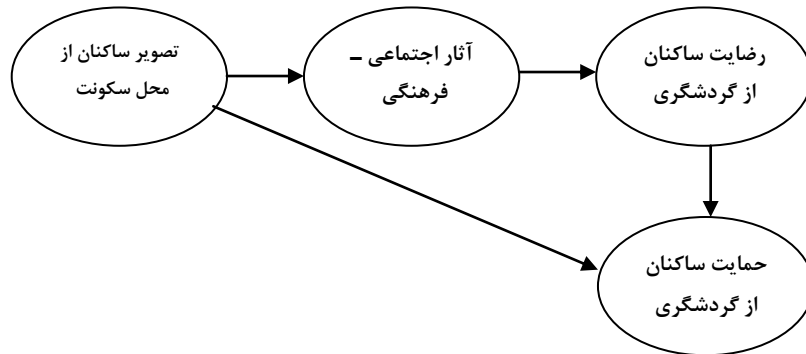 تصویر ساکنان از
محل سکونت
آثار اجتماعی –
فرهنگی
رضایت ساکنان
از گردشگری
حمایت ساکنان
از گردشگری